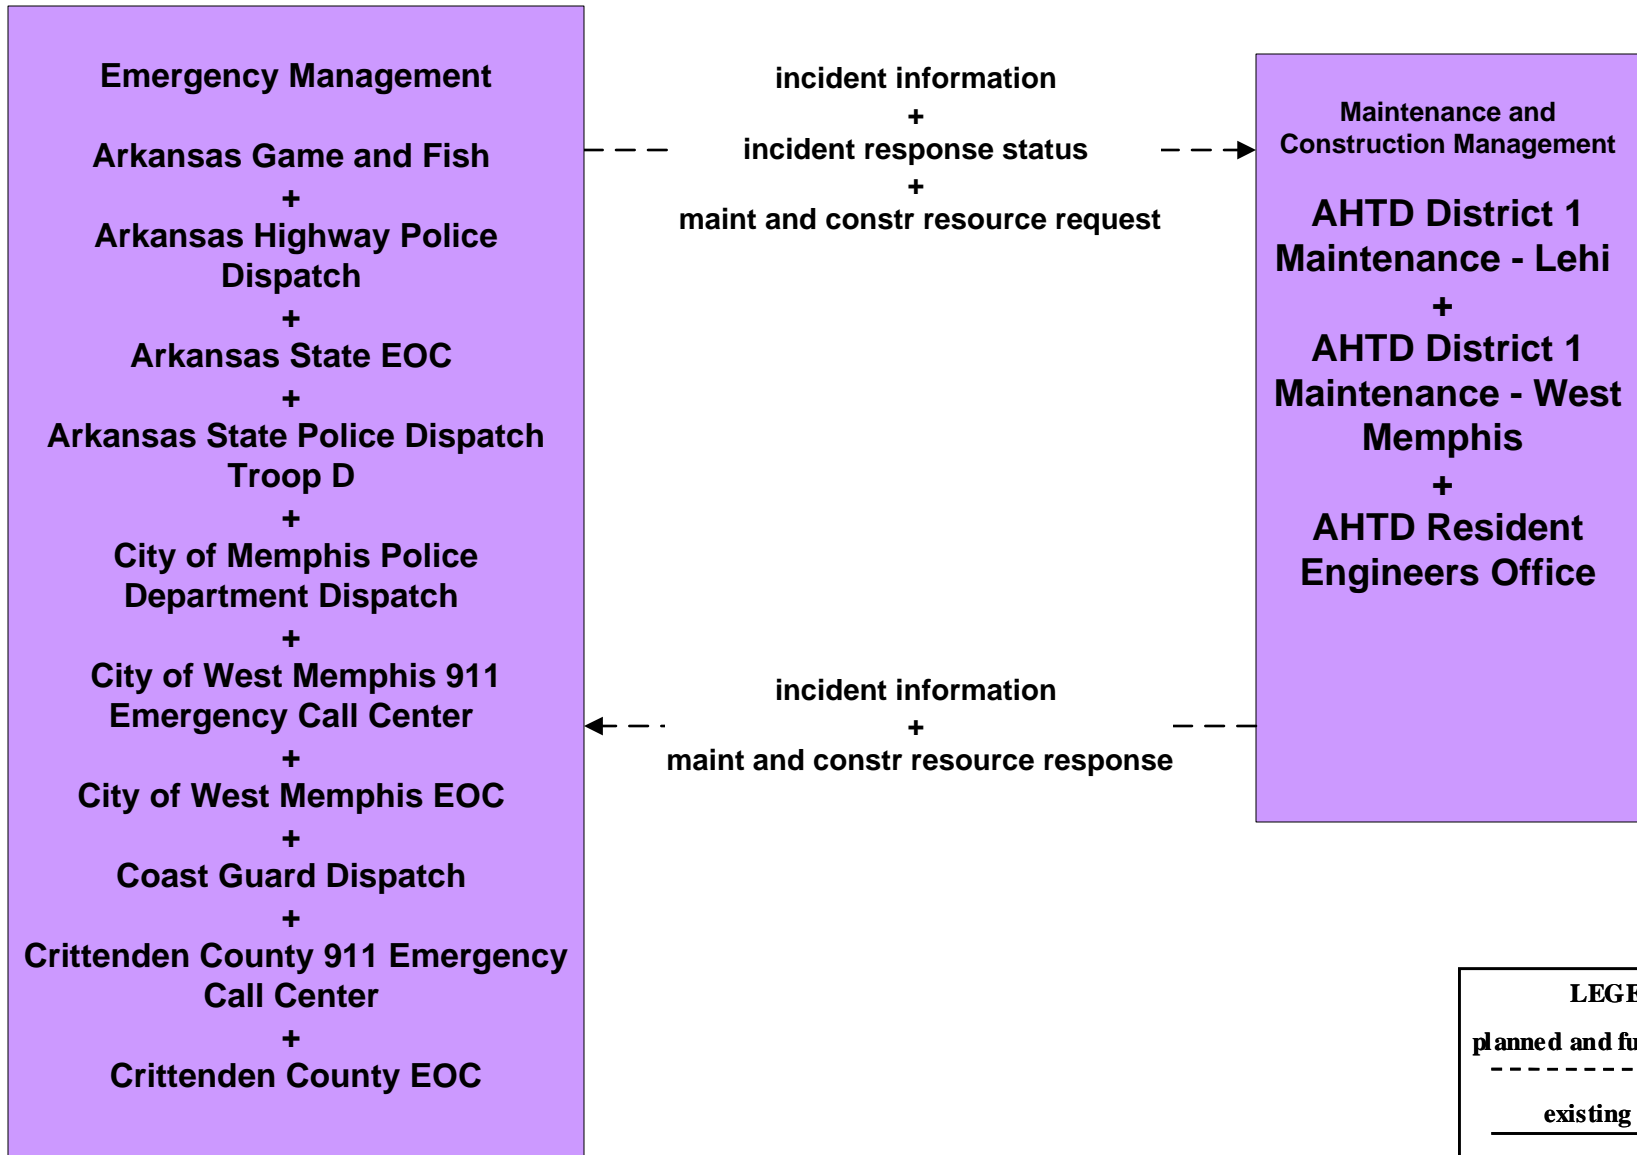 Emergency Management
Arkansas Game and Fish
+
Arkansas Highway Police
Dispatch
+
Arkansas State EOC
+
Arkansas State Police Dispatch
Troop D
+
City of Memphis Police
Department Dispatch
+
City of West Memphis 911
Emergency Call Center
+
City of West Memphis EOC
+
Coast Guard Dispatch
+
Crittenden County 911 Emergency
Call Center
+
Crittenden County EOC
incident information
+
incident response status
+
maint and constr resource request
incident information
+
maint and constr resource response
Maintenance and
Construction Management
AHTD District 1
Maintenance - Lehi
+
AHTD District 1
Maintenance - West
Memphis
+
AHTD Resident
Engineers Office
LEGE
planned and fu
existing